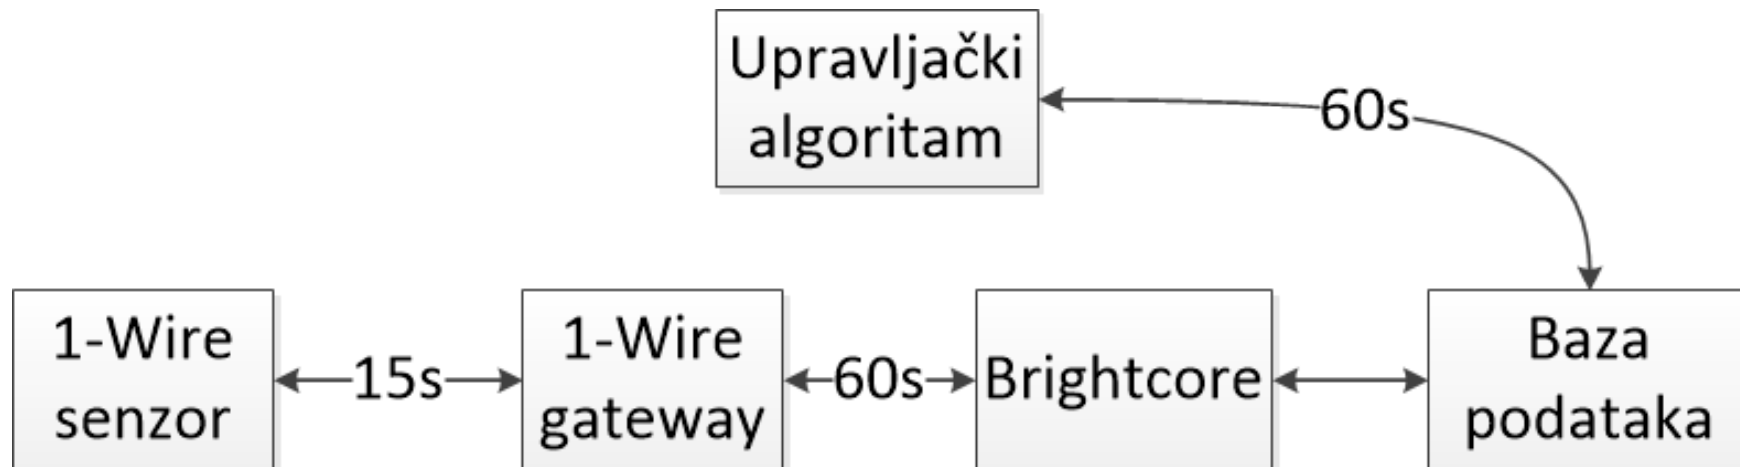 Upravljački
algoritam
60s
1-Wire
senzor
15s
1-Wire
gateway
60s
Brightcore
Baza
podataka